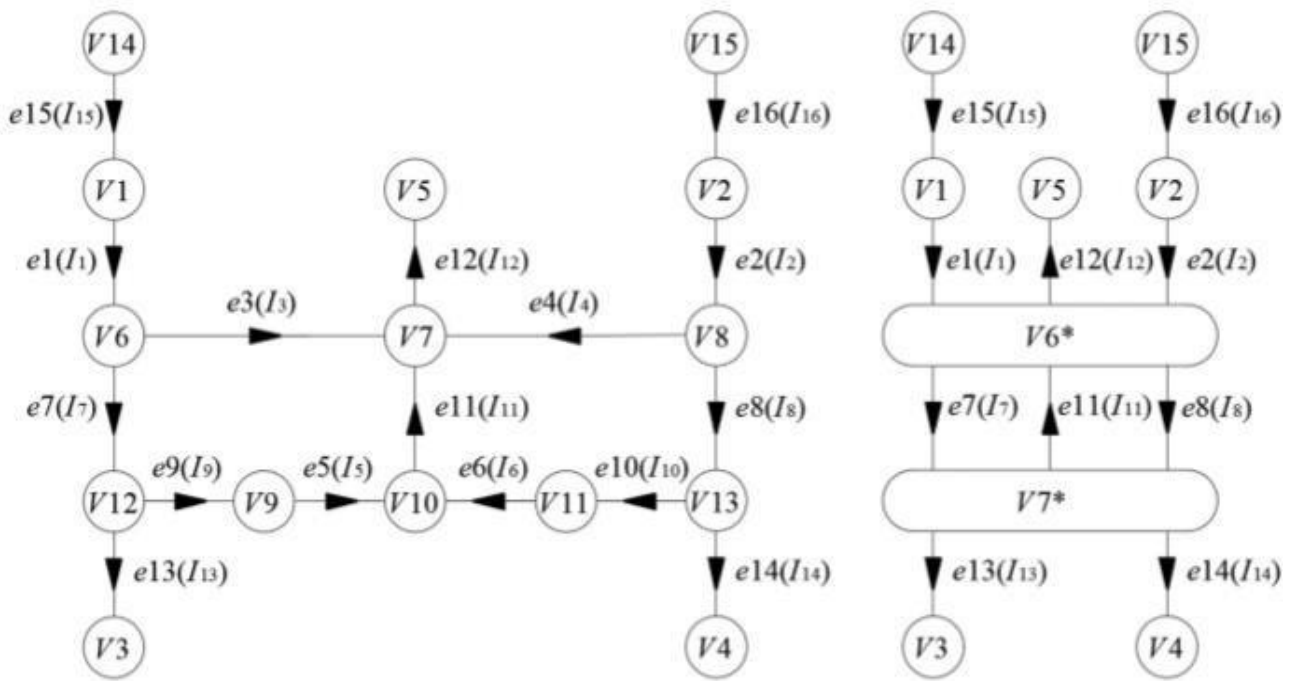 V14 V15 V14 V15
e15(I15) e16(I16) e15(I15) e16(I16)
V1 V5 V2 V1 V5 V2
e1(I1) e12(I12) e2(I2) e1(I1) e12(I12) e2(I2)
e3(I3) e4(I4)
V6 V7 V8 V6*
e7(I7) e11(I11) e8(I8) e7(I7) e11(I11) e8(I8)
e9(I9) e5(I5) e6(I6) e10(I10)
V12 V9 V10 V11 V13 V7*
e13(I13) e14(I14) e13(I13) e14(I14)
V3 V4 V3 V4